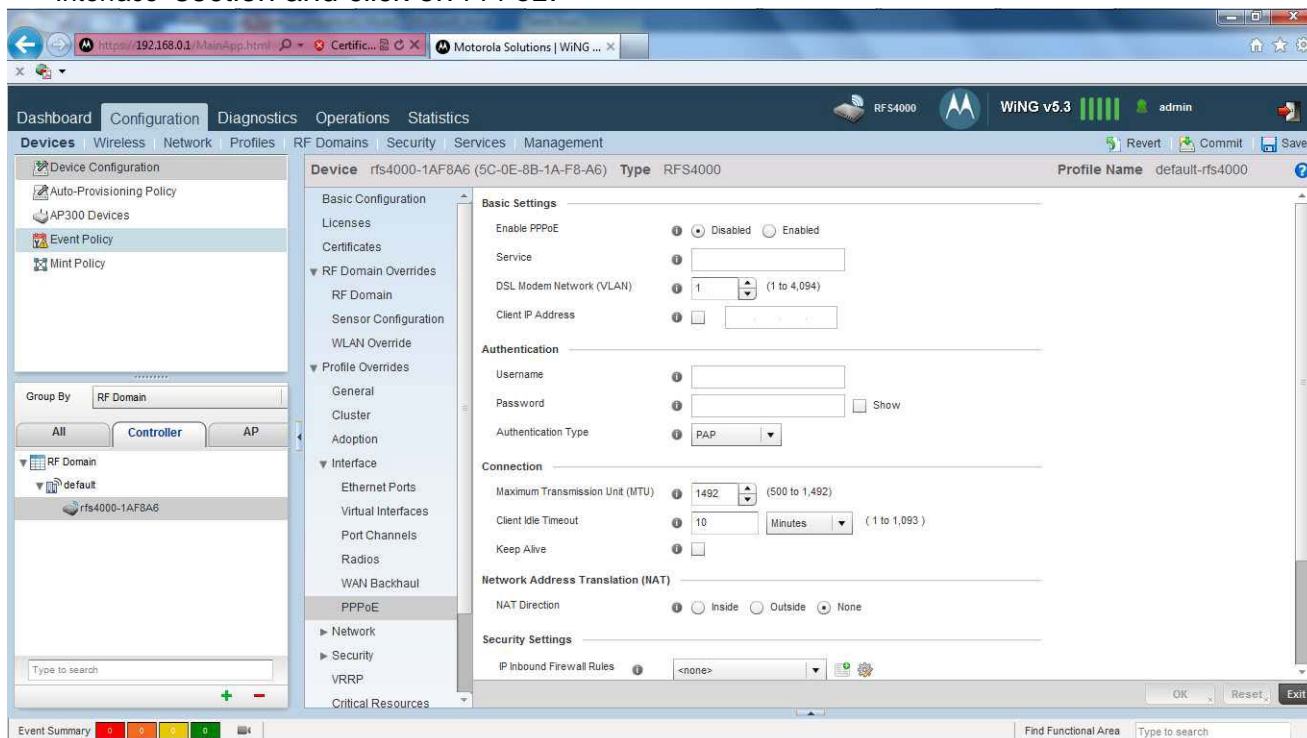 section and click on PPPoE.
https://192.168.0.1/MainApp.html Certific... Motorola Solutions | WiNG ...
RFS4000 WiNG v5.3 admin
Dashboard Configuration Diagnostics Operations Statistics
Devices Wireless Network Profiles RF Domains Security Services Management Revert Commit Save
Device Configuration
Auto-Provisioning Policy
AP300 Devices
Event Policy
Mint Policy
Group By RF Domain
All Controller AP
RF Domain
default
rfs4000-1AF8A6
Type to search
Device rfs4000-1AF8A6 (5C-0E-8B-1A-F8-A6) Type RFS4000 Profile Name default-rfs4000
Basic Configuration
Licenses
Certificates
RF Domain Overrides
RF Domain
Sensor Configuration
WLAN Override
Profile Overrides
General
Cluster
Adoption
Interface
Ethernet Ports
Virtual Interfaces
Port Channels
Radios
WAN Backhaul
PPPoE
Network
Security
VRRP
Critical Resources
Basic Settings
Enable PPPoE Disabled Enabled
Service
DSL Modem Network (VLAN) 1 (1 to 4,094)
Client IP Address
Authentication
Username
Password Show
Authentication Type PAP
Connection
Maximum Transmission Unit (MTU) 1492 (500 to 1,492)
Client Idle Timeout 10 Minutes ( 1 to 1,093 )
Keep Alive
Network Address Translation (NAT)
NAT Direction Inside Outside None
Security Settings
IP Inbound Firewall Rules <none>
OK Reset Exit
Event Summary 0 0 0 0 Find Functional Area Type to search